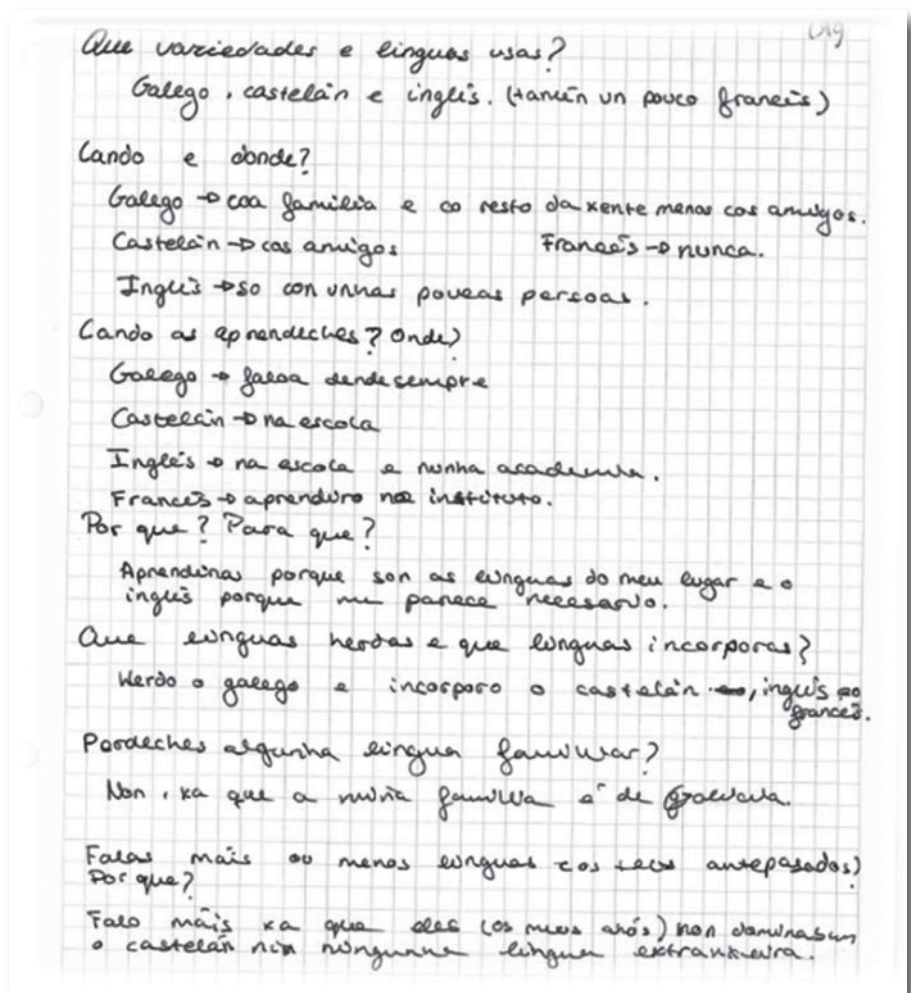 Que variedades e linguas usas?
Galego, castelán e inglés. (tamén un pouco francés)
Cando e donde?
Galego → coa familia e co resto da xente menos cos amigos.
Castelán → cos amigos Francés → nunca.
Inglés → so con unhas poucas persoas.
Cando as aprendeches? Onde?
Galego → faloa dende sempre
Castelán → na escola
Inglés → na escola e nunha academia.
Francés → aprendino no instituto.
Por que? Para que?
Aprendinas porque son as linguas do meu lugar e o
inglés porque me parece necesario.
Que linguas herdas e que linguas incorporas?
Herdo o galego e incorporo o castelán, inglés e o
francés.
Perdeches algunha lingua familiar?
Non, xa que a miña familia é de Galicia.
Falas máis ou menos linguas cos teus antepasados?
Por que?
Falo máis xa que eles (os meus avós) non dominaban
o castelán nin ningunha lingua extranxeira.